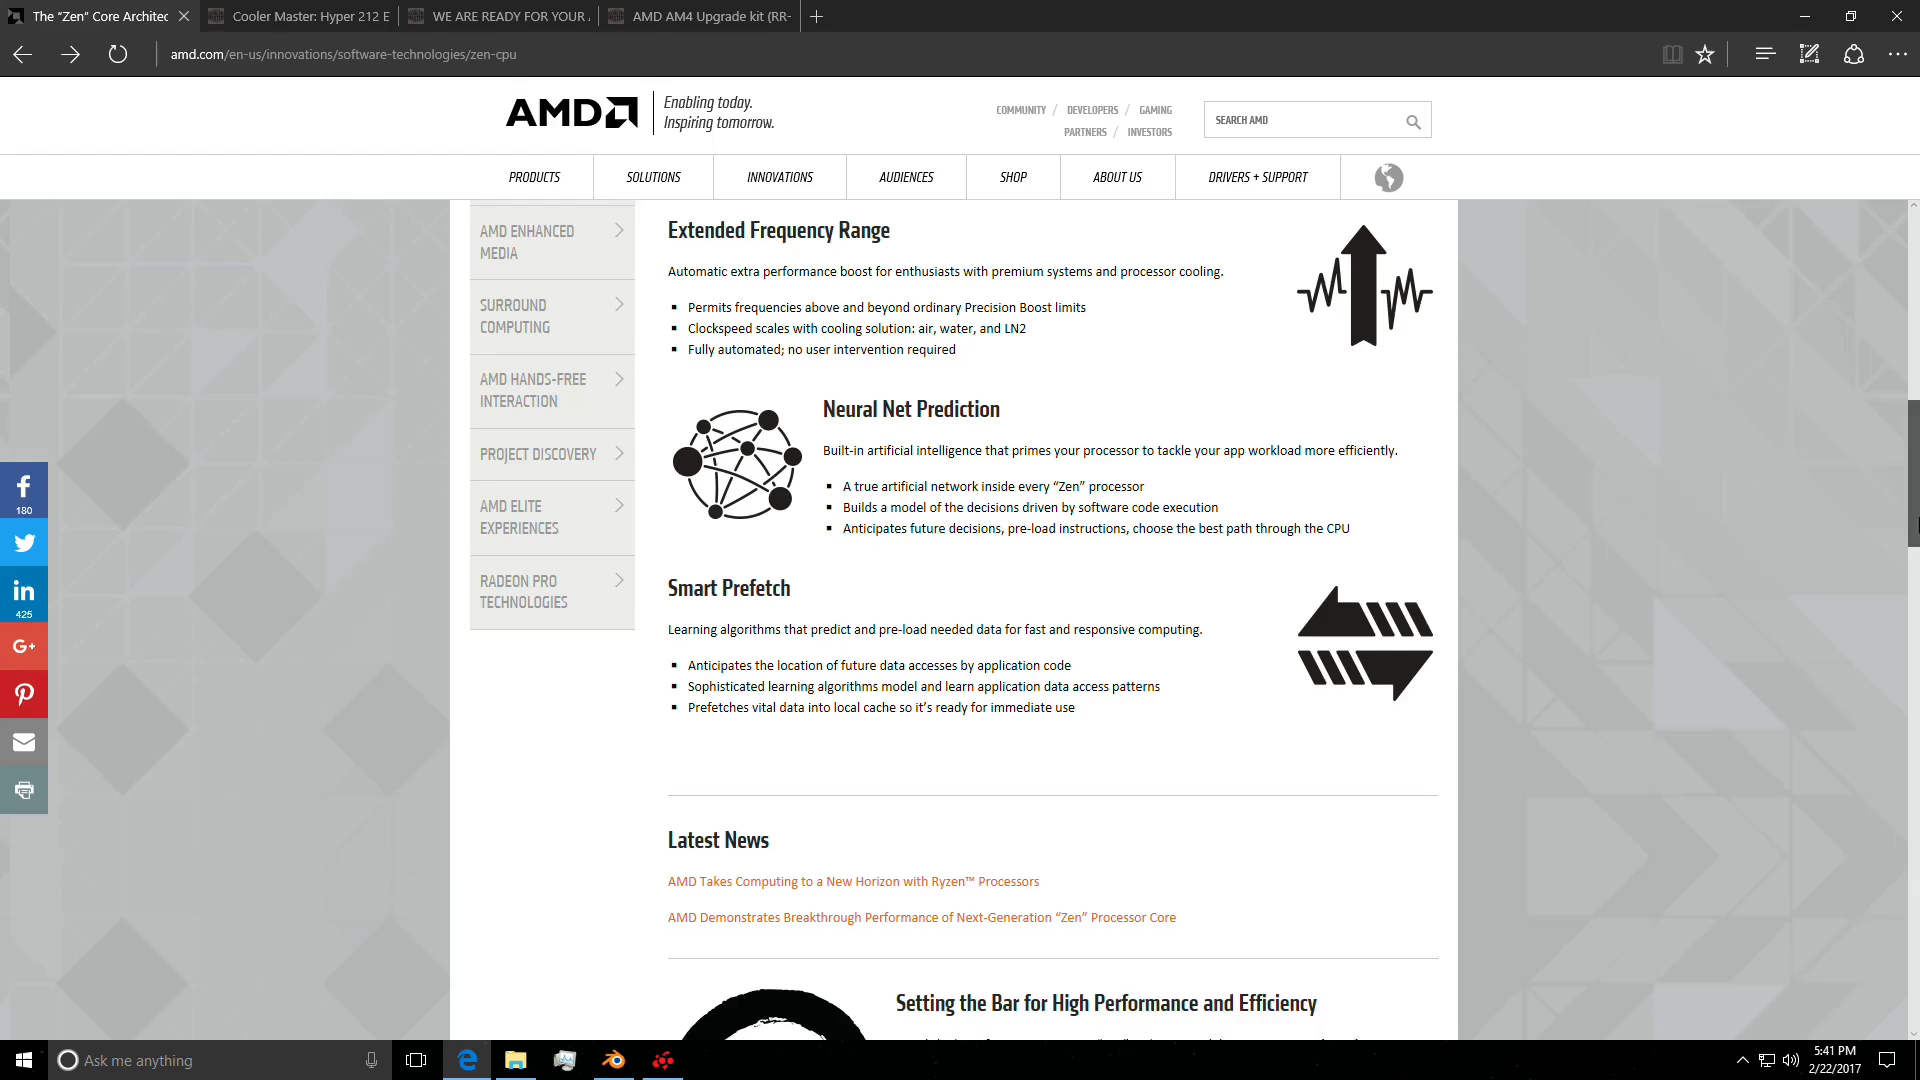 The “Zen” Core Architec
Cooler Master: Hyper 212 E
WE ARE READY FOR YOUR
AMD AM4 Upgrade kit (RR-
amd.com/en-us/innovations/software-technologies/zen-cpu
AMD
Enabling today.
Inspiring tomorrow.
COMMUNITY / DEVELOPERS / GAMING
PARTNERS / INVESTORS
SEARCH AMD
PRODUCTS
SOLUTIONS
INNOVATIONS
AUDIENCES
SHOP
ABOUT US
DRIVERS + SUPPORT
AMD ENHANCED
MEDIA
SURROUND
COMPUTING
AMD HANDS-FREE
INTERACTION
PROJECT DISCOVERY
AMD ELITE
EXPERIENCES
RADEON PRO
TECHNOLOGIES
180
in
425
G+
Extended Frequency Range
Automatic extra performance boost for enthusiasts with premium systems and processor cooling.
Permits frequencies above and beyond ordinary Precision Boost limits
Clockspeed scales with cooling solution: air, water, and LN2
Fully automated; no user intervention required
Neural Net Prediction
Built-in artificial intelligence that primes your processor to tackle your app workload more efficiently.
A true artificial network inside every “Zen” processor
Builds a model of the decisions driven by software code execution
Anticipates future decisions, pre-load instructions, choose the best path through the CPU
Smart Prefetch
Learning algorithms that predict and pre-load needed data for fast and responsive computing.
Anticipates the location of future data accesses by application code
Sophisticated learning algorithms model and learn application data access patterns
Prefetches vital data into local cache so it’s ready for immediate use
Latest News
AMD Takes Computing to a New Horizon with Ryzen™ Processors
AMD Demonstrates Breakthrough Performance of Next-Generation “Zen” Processor Core
Setting the Bar for High Performance and Efficiency
Ask me anything
5:41 PM
2/22/2017